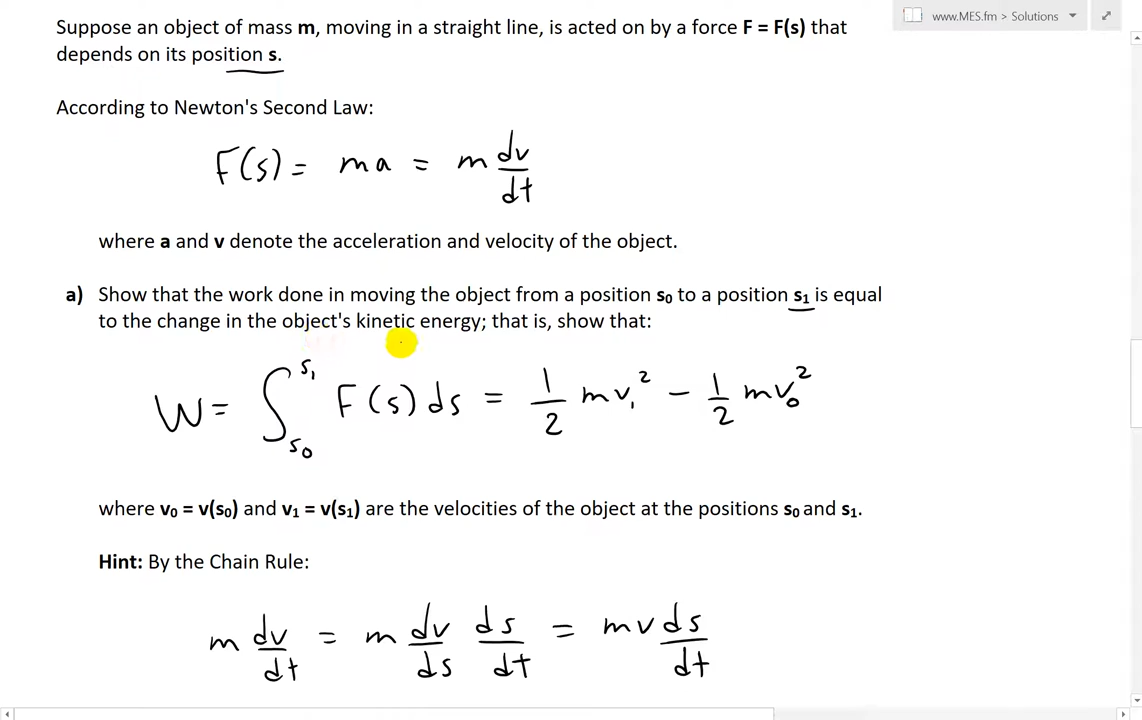 www.MES.fm > Solutions
Suppose an object of mass m, moving in a straight line, is acted on by a force F = F(s) that
depends on its position s.
According to Newton's Second Law:
F(s) = ma = m dv/dt
where a and v denote the acceleration and velocity of the object.
a) Show that the work done in moving the object from a position s₀ to a position s₁ is equal
to the change in the object's kinetic energy; that is, show that:
W = ∫_{s₀}^{s₁} F(s) ds = 1/2 mv₁² − 1/2 mv₀²
where v₀ = v(s₀) and v₁ = v(s₁) are the velocities of the object at the positions s₀ and s₁.
Hint: By the Chain Rule:
m dv/dt = m dv/ds ds/dt = mv ds/dt